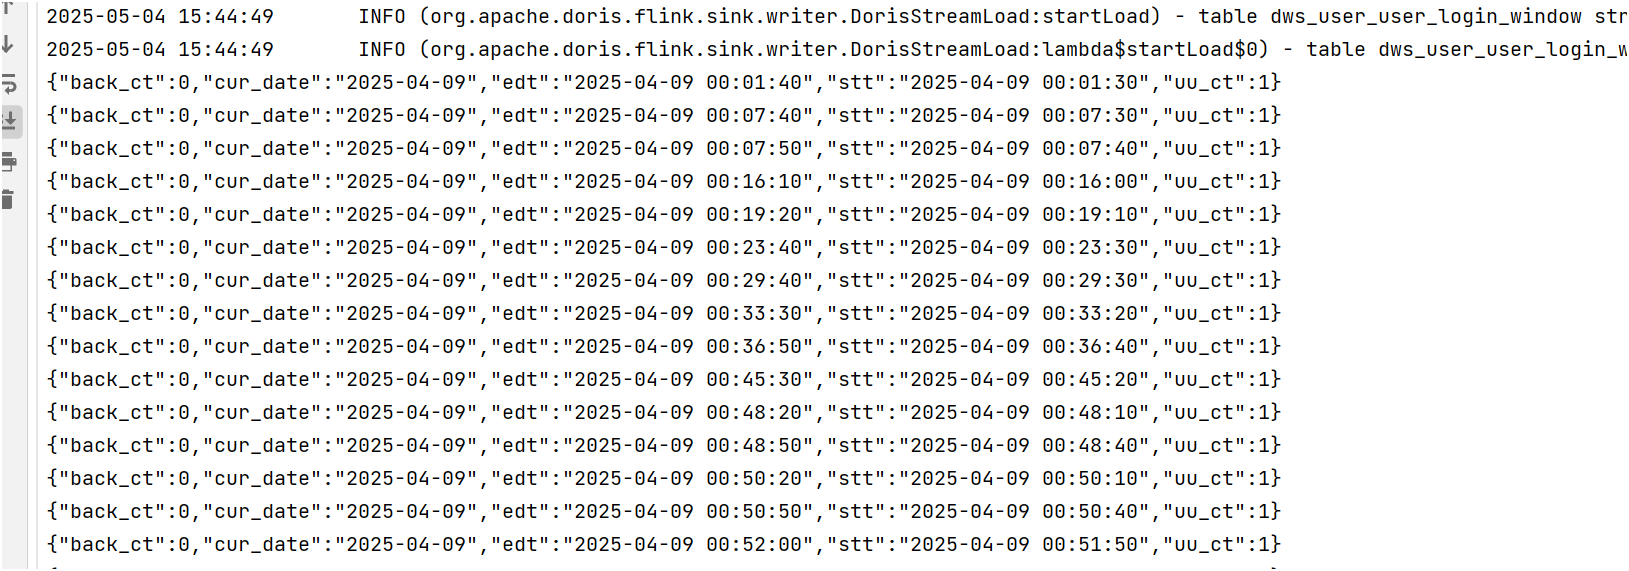 2025-05-04 15:44:49       INFO (org.apache.doris.flink.sink.writer.DorisStreamLoad:startLoad) - table dws_user_user_login_window
2025-05-04 15:44:49       INFO (org.apache.doris.flink.sink.writer.DorisStreamLoad:lambda$startLoad$0) - table
{"back_ct":0,"cur_date":"2025-04-09","edt":"2025-04-09 00:01:40","stt":"2025-04-09 00:01:30","uu_ct":1}
{"back_ct":0,"cur_date":"2025-04-09","edt":"2025-04-09 00:07:40","stt":"2025-04-09 00:07:30","uu_ct":1}
{"back_ct":0,"cur_date":"2025-04-09","edt":"2025-04-09 00:07:50","stt":"2025-04-09 00:07:40","uu_ct":1}
{"back_ct":0,"cur_date":"2025-04-09","edt":"2025-04-09 00:16:10","stt":"2025-04-09 00:16:00","uu_ct":1}
{"back_ct":0,"cur_date":"2025-04-09","edt":"2025-04-09 00:19:20","stt":"2025-04-09 00:19:10","uu_ct":1}
{"back_ct":0,"cur_date":"2025-04-09","edt":"2025-04-09 00:23:40","stt":"2025-04-09 00:23:30","uu_ct":1}
{"back_ct":0,"cur_date":"2025-04-09","edt":"2025-04-09 00:29:40","stt":"2025-04-09 00:29:30","uu_ct":1}
{"back_ct":0,"cur_date":"2025-04-09","edt":"2025-04-09 00:33:30","stt":"2025-04-09 00:33:20","uu_ct":1}
{"back_ct":0,"cur_date":"2025-04-09","edt":"2025-04-09 00:36:50","stt":"2025-04-09 00:36:40","uu_ct":1}
{"back_ct":0,"cur_date":"2025-04-09","edt":"2025-04-09 00:45:30","stt":"2025-04-09 00:45:20","uu_ct":1}
{"back_ct":0,"cur_date":"2025-04-09","edt":"2025-04-09 00:48:20","stt":"2025-04-09 00:48:10","uu_ct":1}
{"back_ct":0,"cur_date":"2025-04-09","edt":"2025-04-09 00:48:50","stt":"2025-04-09 00:48:40","uu_ct":1}
{"back_ct":0,"cur_date":"2025-04-09","edt":"2025-04-09 00:50:20","stt":"2025-04-09 00:50:10","uu_ct":1}
{"back_ct":0,"cur_date":"2025-04-09","edt":"2025-04-09 00:50:50","stt":"2025-04-09 00:50:40","uu_ct":1}
{"back_ct":0,"cur_date":"2025-04-09","edt":"2025-04-09 00:52:00","stt":"2025-04-09 00:51:50","uu_ct":1}